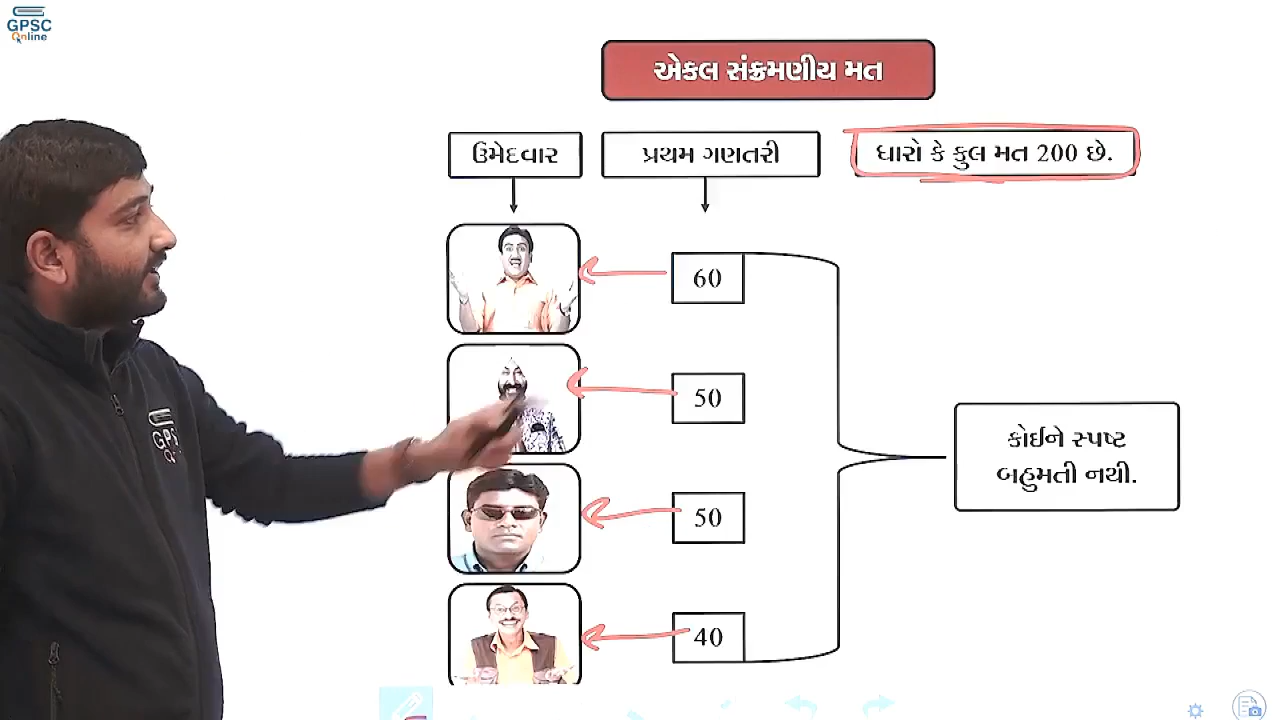 GPSC
Online
એકલ સંક્રમણીય મત
ઉમેદવાર
પ્રથમ ગણતરી
ધારો કે કુલ મત 200 છે.
60
50
50
40
કોઈને સ્પષ્ટ
બહુમતી નથી.
GPS